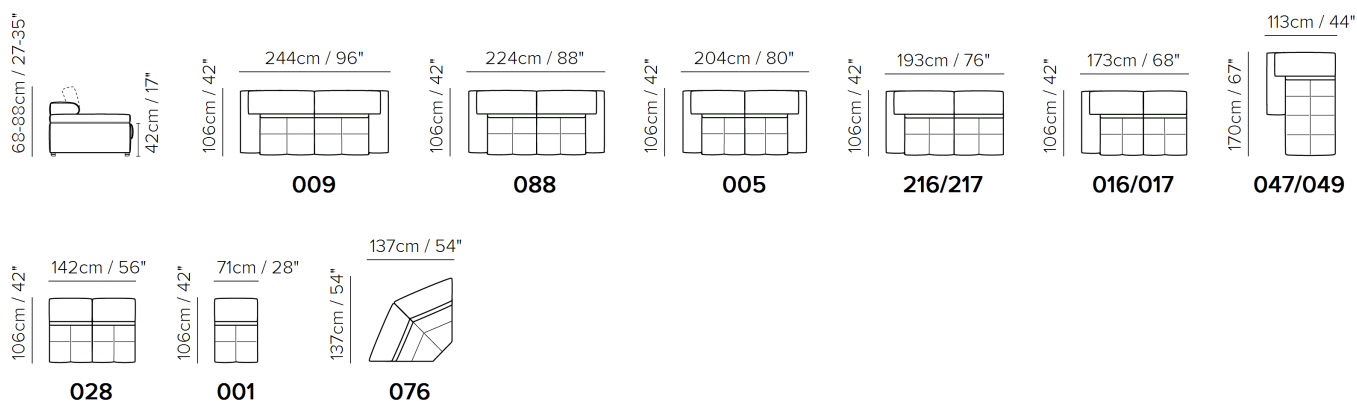 68-88cm / 27-35"
42cm / 17"
244cm / 96"
106cm / 42"
009
224cm / 88"
106cm / 42"
088
204cm / 80"
106cm / 42"
005
193cm / 76"
106cm / 42"
216/217
173cm / 68"
106cm / 42"
016/017
113cm / 44"
170cm / 67"
047/049
142cm / 56"
106cm / 42"
028
71cm / 28"
106cm / 42"
001
137cm / 54"
137cm / 54"
076